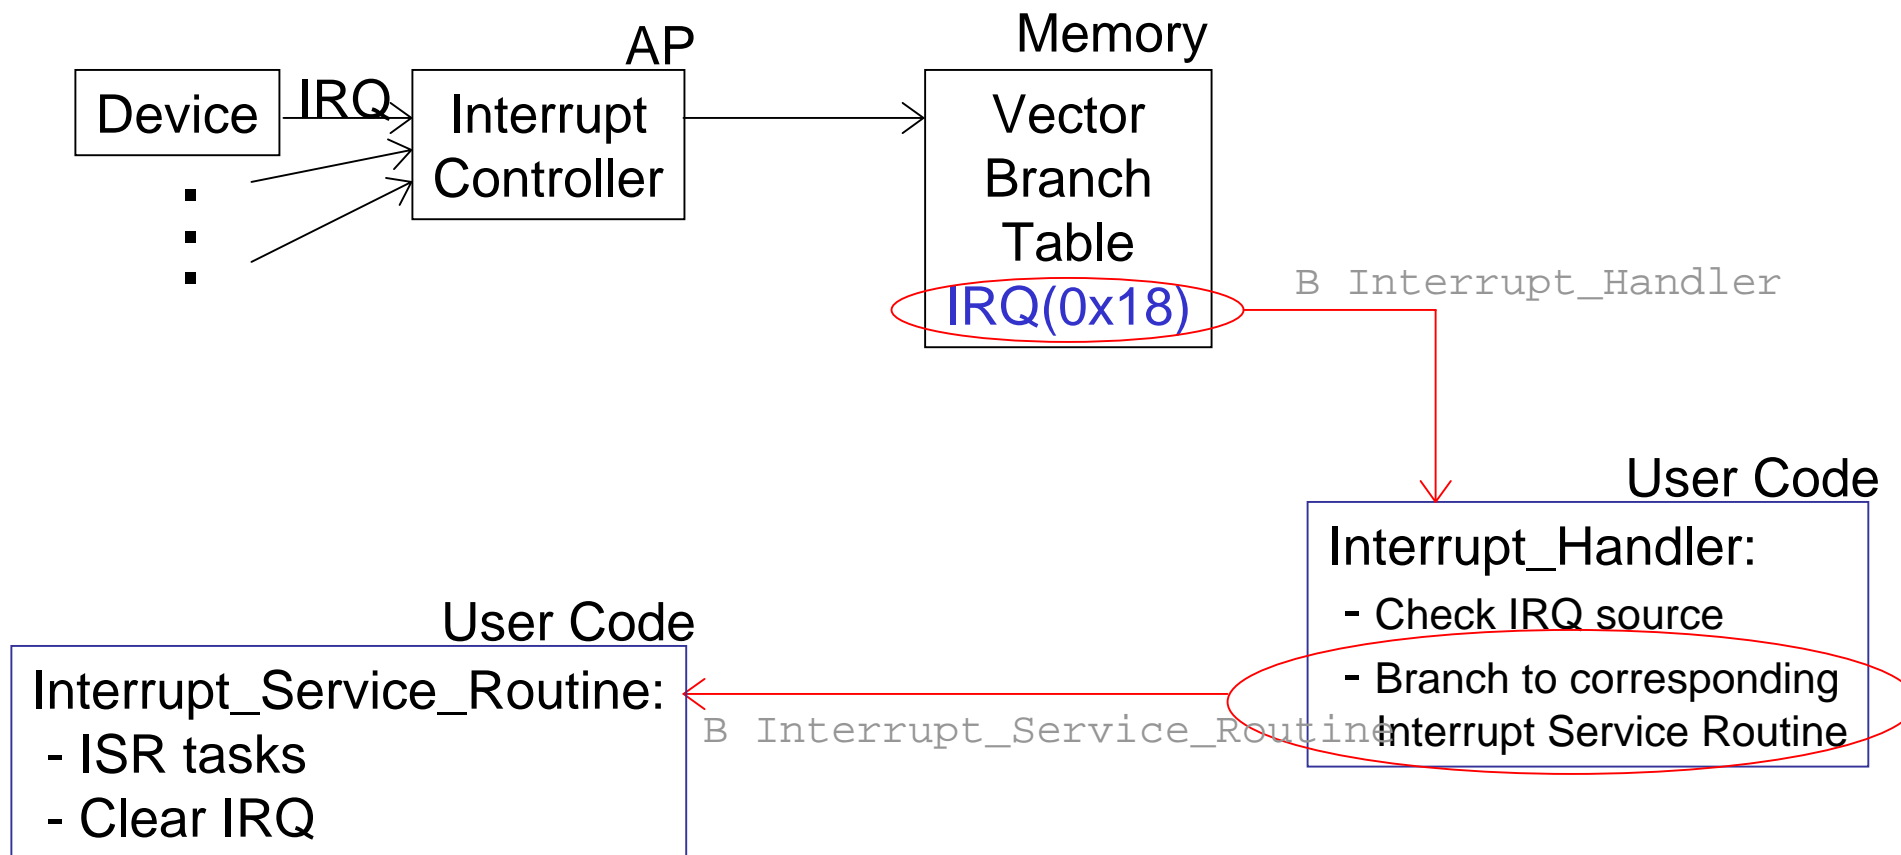 AP
Memory
Device
IRQ
Interrupt
Controller
Vector
Branch
Table
IRQ(0x18)
B Interrupt_Handler
User Code
Interrupt_Handler:
- Check IRQ source
- Branch to corresponding
Interrupt Service Routine
B Interrupt_Service_Routine
User Code
Interrupt_Service_Routine:
- ISR tasks
- Clear IRQ